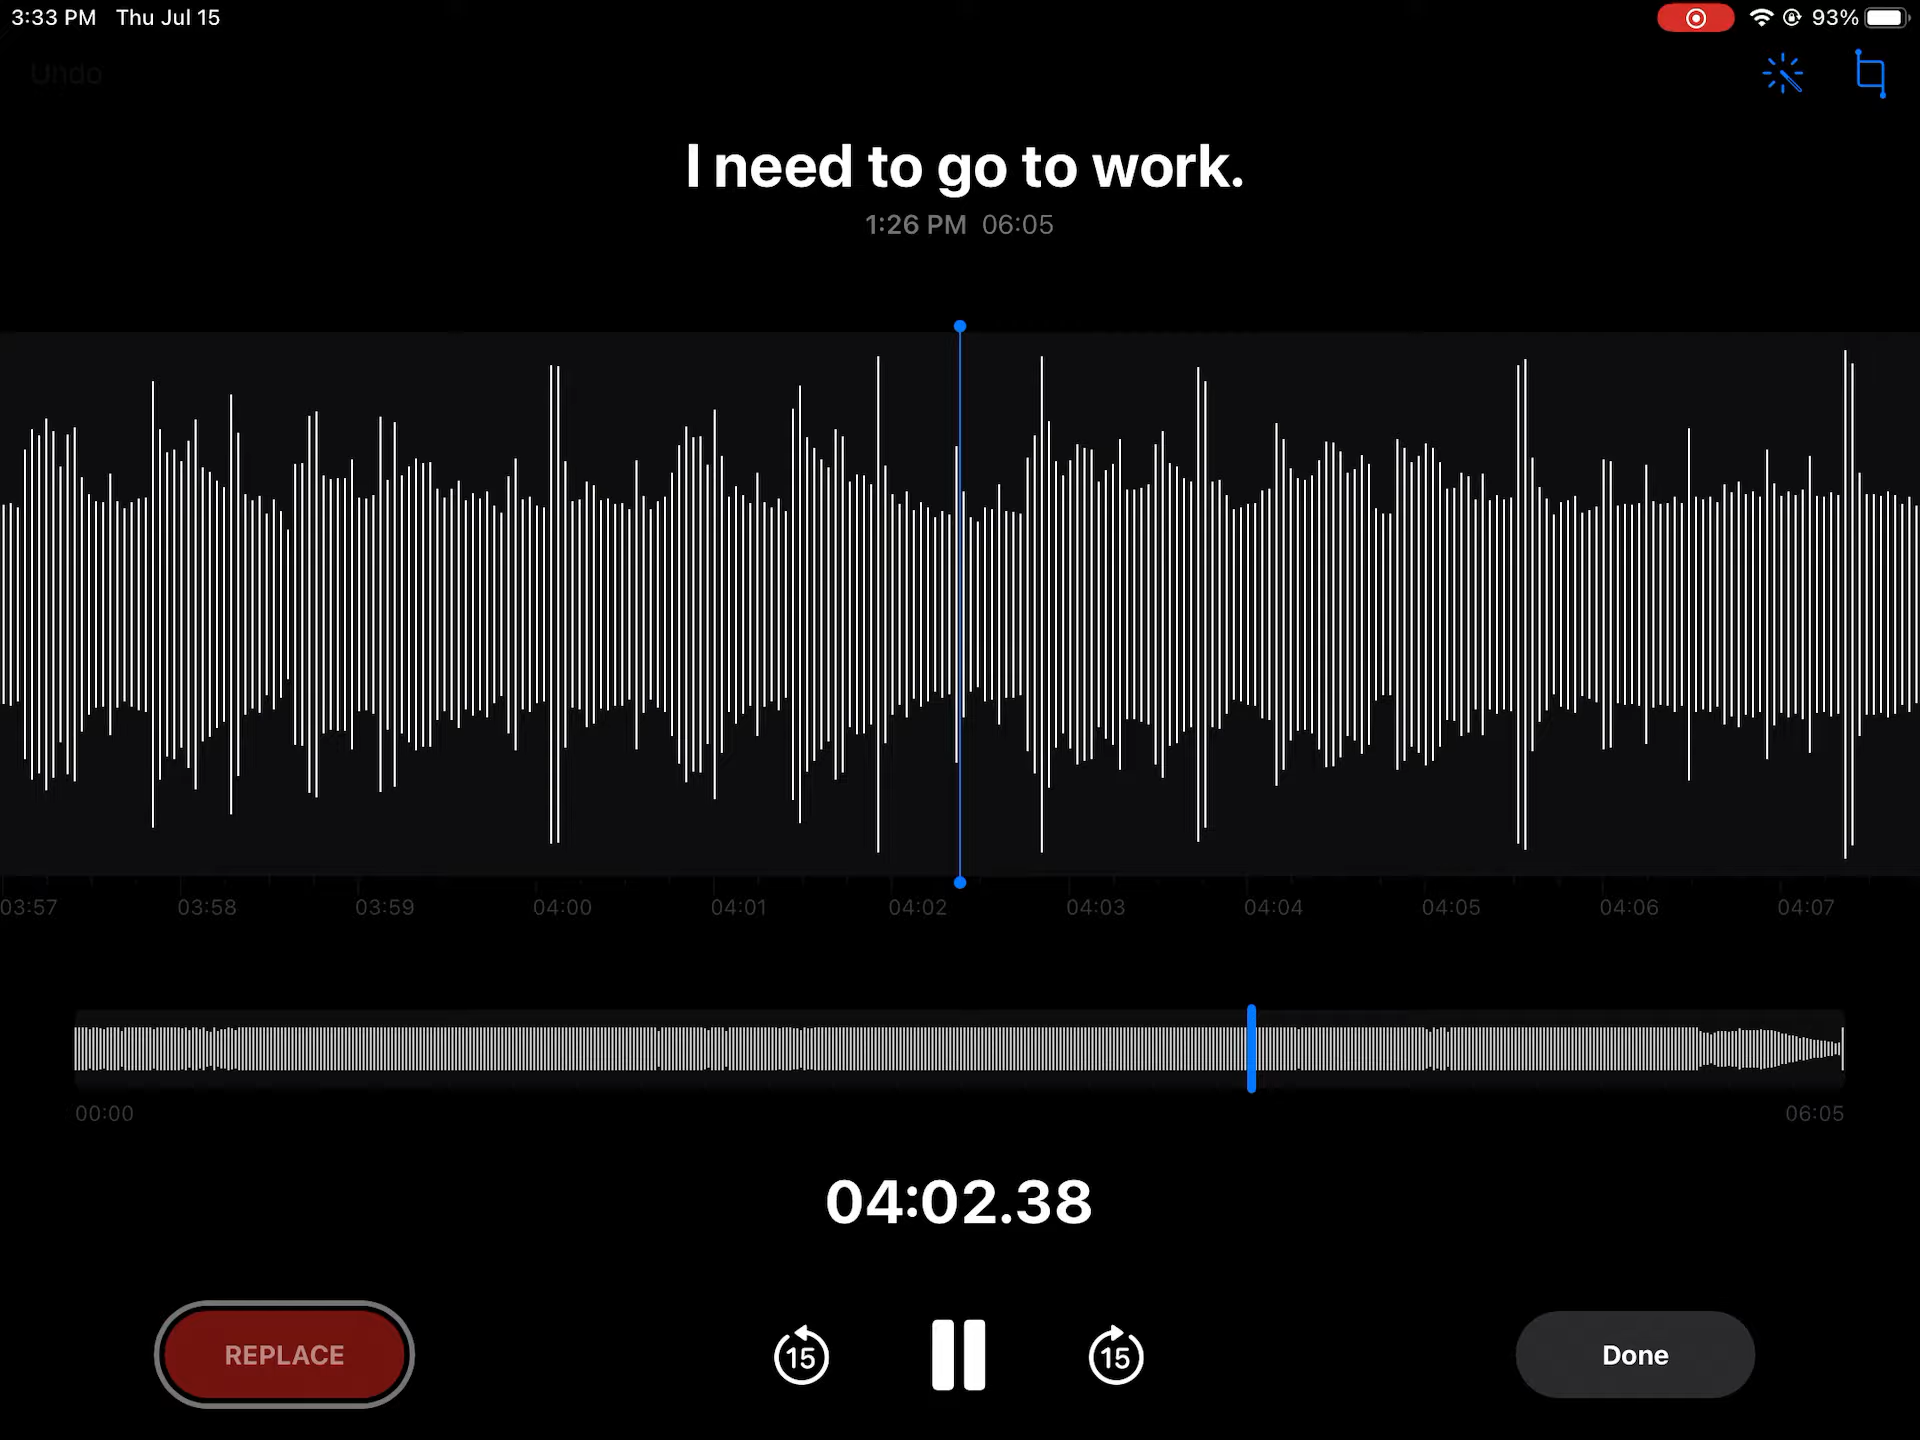 3:33 PM Thu Jul 15 93%
Undo
I need to go to work.
1:26 PM 06:05
03:57 03:58 03:59 04:00 04:01 04:02 04:03 04:04 04:05 04:06 04:07
00:00 06:05
04:02.38
REPLACE 15 15 Done